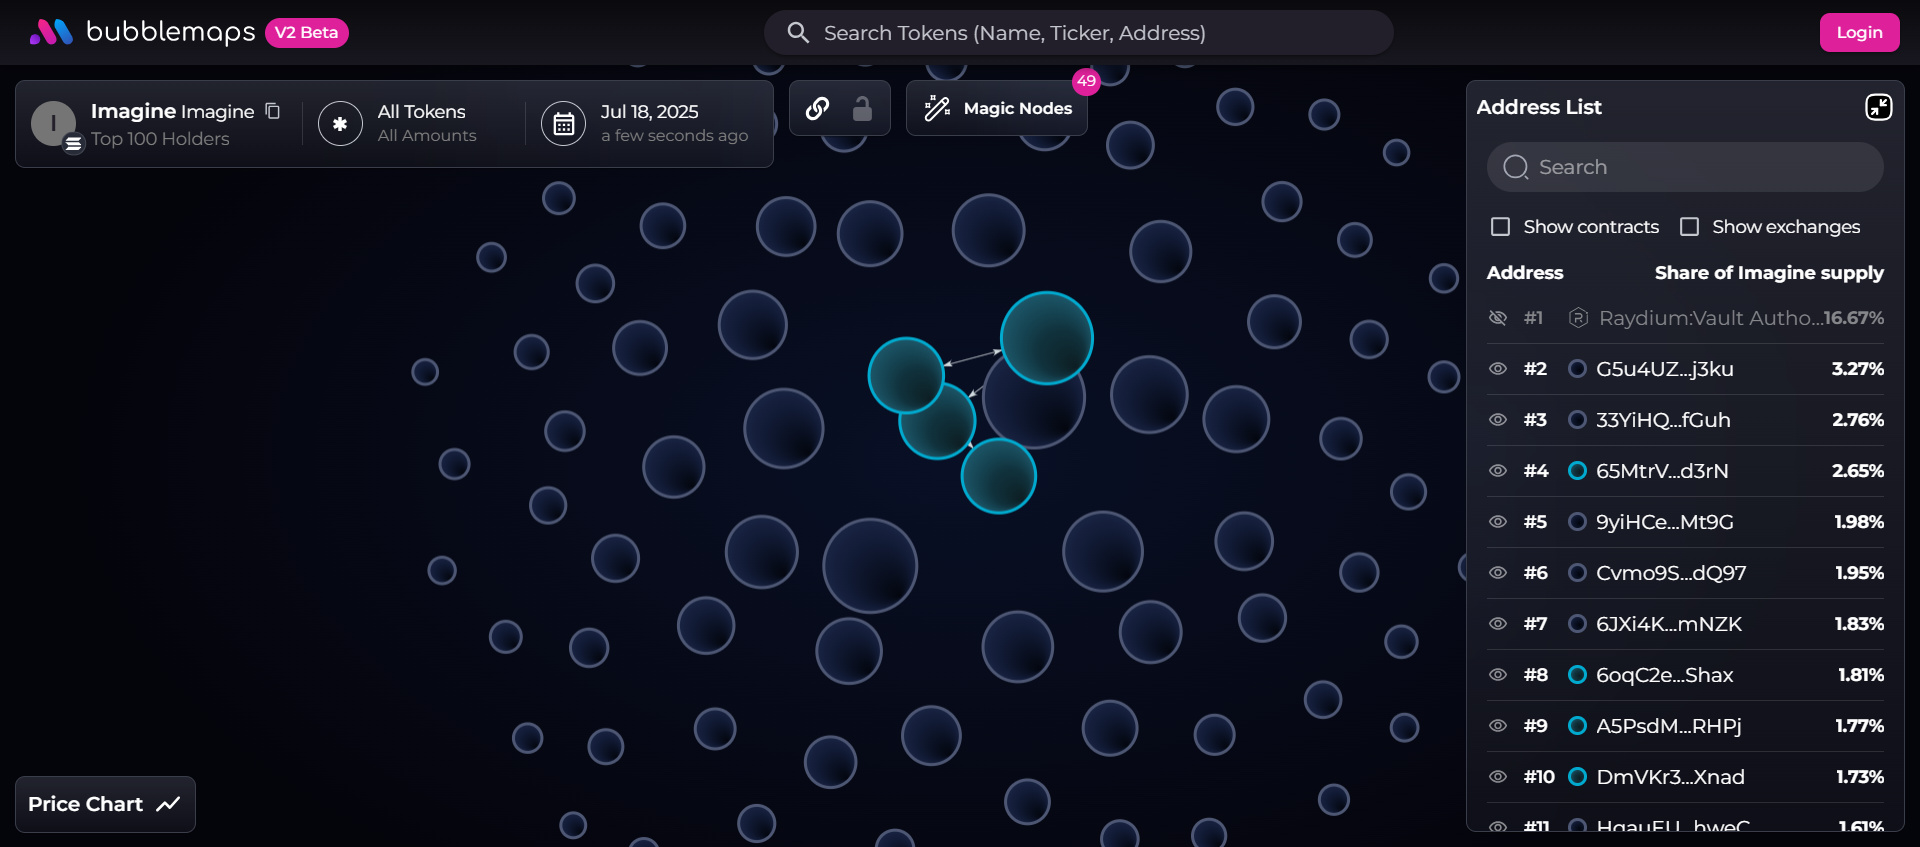 bubblemaps V2 Beta
Search Tokens (Name, Ticker, Address)
Login
I
Imagine Imagine
Top 100 Holders
All Tokens
All Amounts
Jul 18, 2025
a few seconds ago
Magic Nodes
49
Address List
Search
Show contracts
Show exchanges
Address Share of Imagine supply
#1 Raydium:Vault Autho... 16.67%
#2 G5u4UZ...j3ku 3.27%
#3 33YiHQ...fGuh 2.76%
#4 65MtrV...d3rN 2.65%
#5 9yiHCe...Mt9G 1.98%
#6 Cvmo9S...dQ97 1.95%
#7 6JXi4K...mNZK 1.83%
#8 6oqC2e...Shax 1.81%
#9 A5PsdM...RHPj 1.77%
#10 DmVKr3...Xnad 1.73%
#11 1.61%
Price Chart